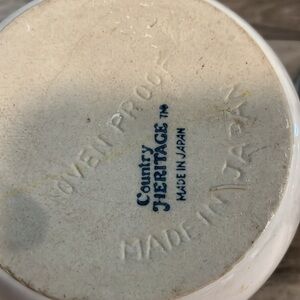 OVEN PROOF
Country
HERITAGE TM
MADE IN JAPAN
MADE IN JAPAN